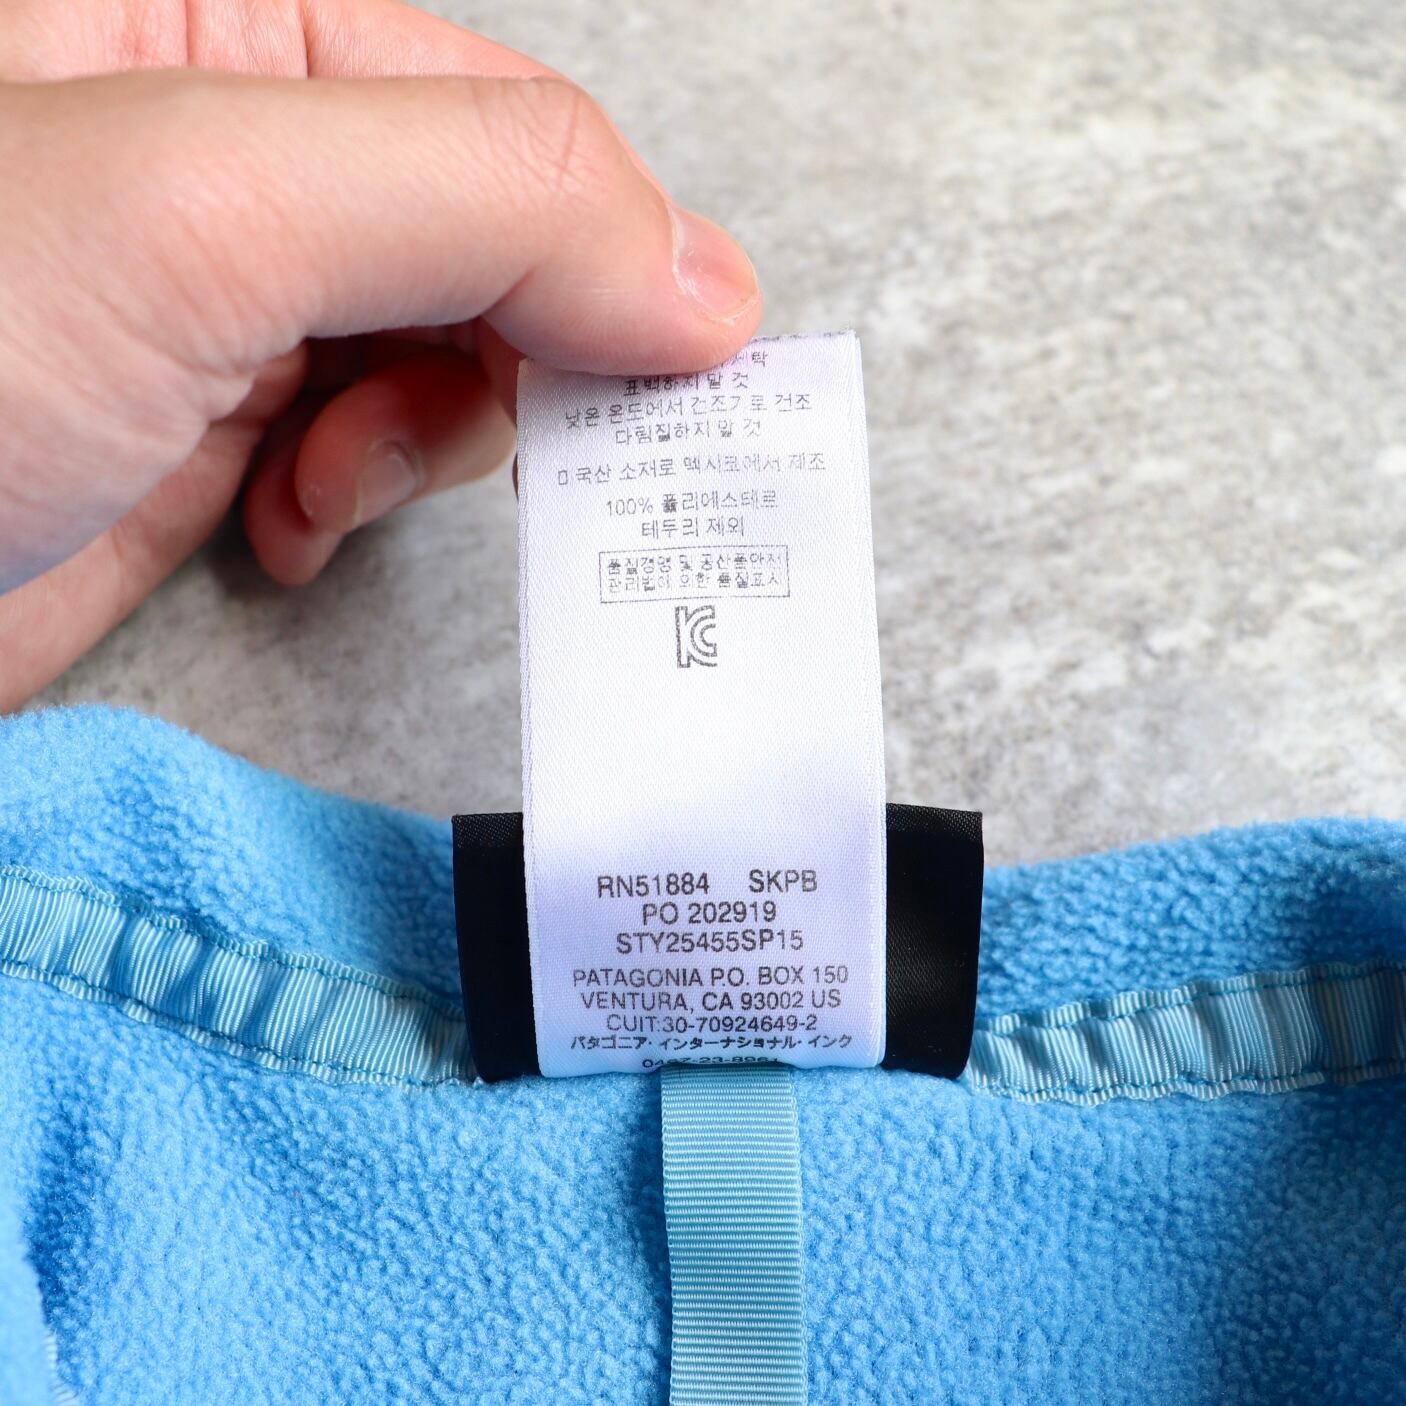 표백하지 말 것
낮은 온도에서 건조기로 건조
다림질하지 말 것
미국산 소재로 멕시코에서 제조
100% 폴리에스테르
테두리 제외
품질경영 및 공산품안전
관리법에 의한 품질표시
KC
RN51884 SKPB
PO 202919
STY25455SP15
PATAGONIA P.O. BOX 150
VENTURA, CA 93002 US
CUIT:30-70924649-2
パタゴニア・インターナショナル・インク